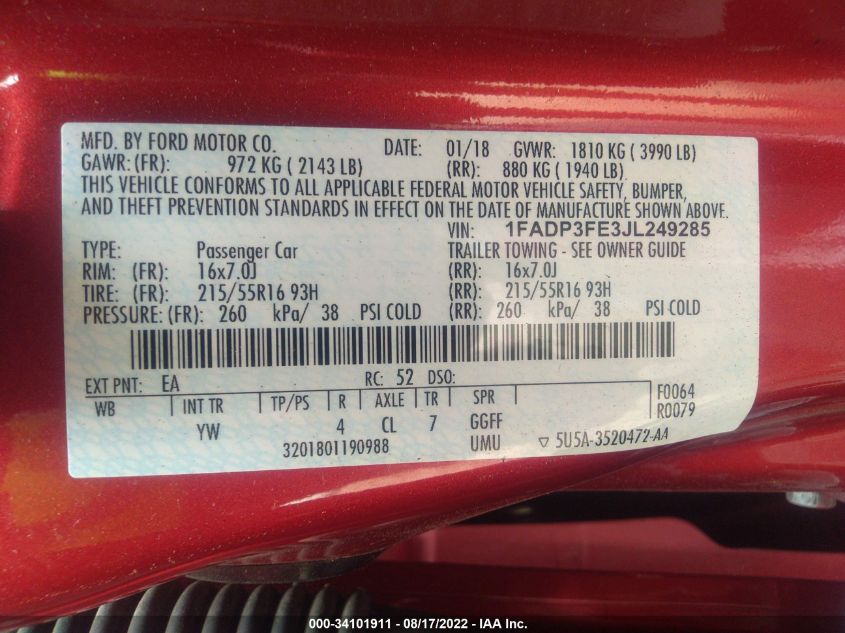 MFD. BY FORD MOTOR CO. DATE: 01/18 GVWR: 1810 KG ( 3990 LB)
GAWR: (FR): 972 KG ( 2143 LB) (RR): 880 KG ( 1940 LB).
THIS VEHICLE CONFORMS TO ALL APPLICABLE FEDERAL MOTOR VEHICLE SAFETY, BUMPER,
AND THEFT PREVENTION STANDARDS IN EFFECT ON THE DATE OF MANUFACTURE SHOWN ABOVE.
VIN: 1FADP3FE3JL249285
TYPE: Passenger Car TRAILER TOWING - SEE OWNER GUIDE
RIM: (FR): 16x7.0J (RR): 16x7.0J
TIRE: (FR): 215/55R16 93H (RR): 215/55R16 93H
PRESSURE: (FR): 260 kPa/ 38 PSI COLD (RR): 260 kPa/ 38 PSI COLD
EXT PNT: EA RC: 52 DSO:
WB INT TR TP/PS R AXLE TR SPR F0064
YW 4 CL 7 GGFF R0079
3201801190988 UMU ▽ 5U5A-3520472-AA
000-34101911 - 08/17/2022 - IAA Inc.